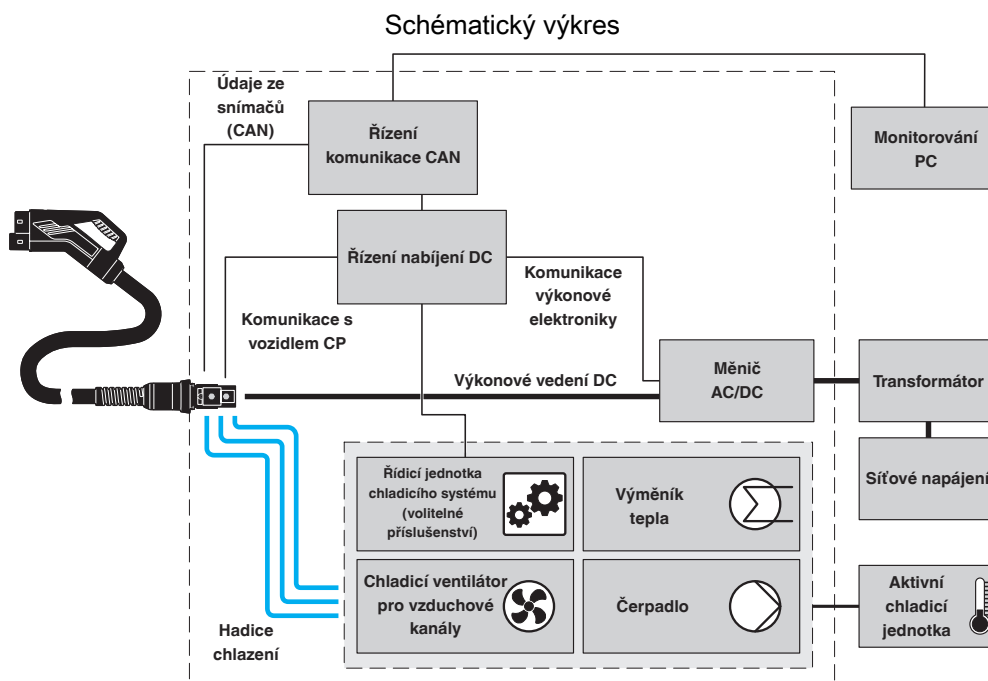 Schématický výkres
Údaje ze
snímačů
(CAN)
Řízení
komunikace CAN
Monitorování
PC
Řízení nabíjení DC
Komunikace
výkonové
elektroniky
Komunikace s
vozidlem CP
Výkonové vedení DC
Měnič
AC/DC
Transformátor
Síťové napájení
Řídicí jednotka
chladicího systému
(volitelné
příslušenství)
Výměník
tepla
Chladicí ventilátor
pro vzduchové
kanály
Čerpadlo
Aktivní
chladicí
jednotka
Hadice
chlazení